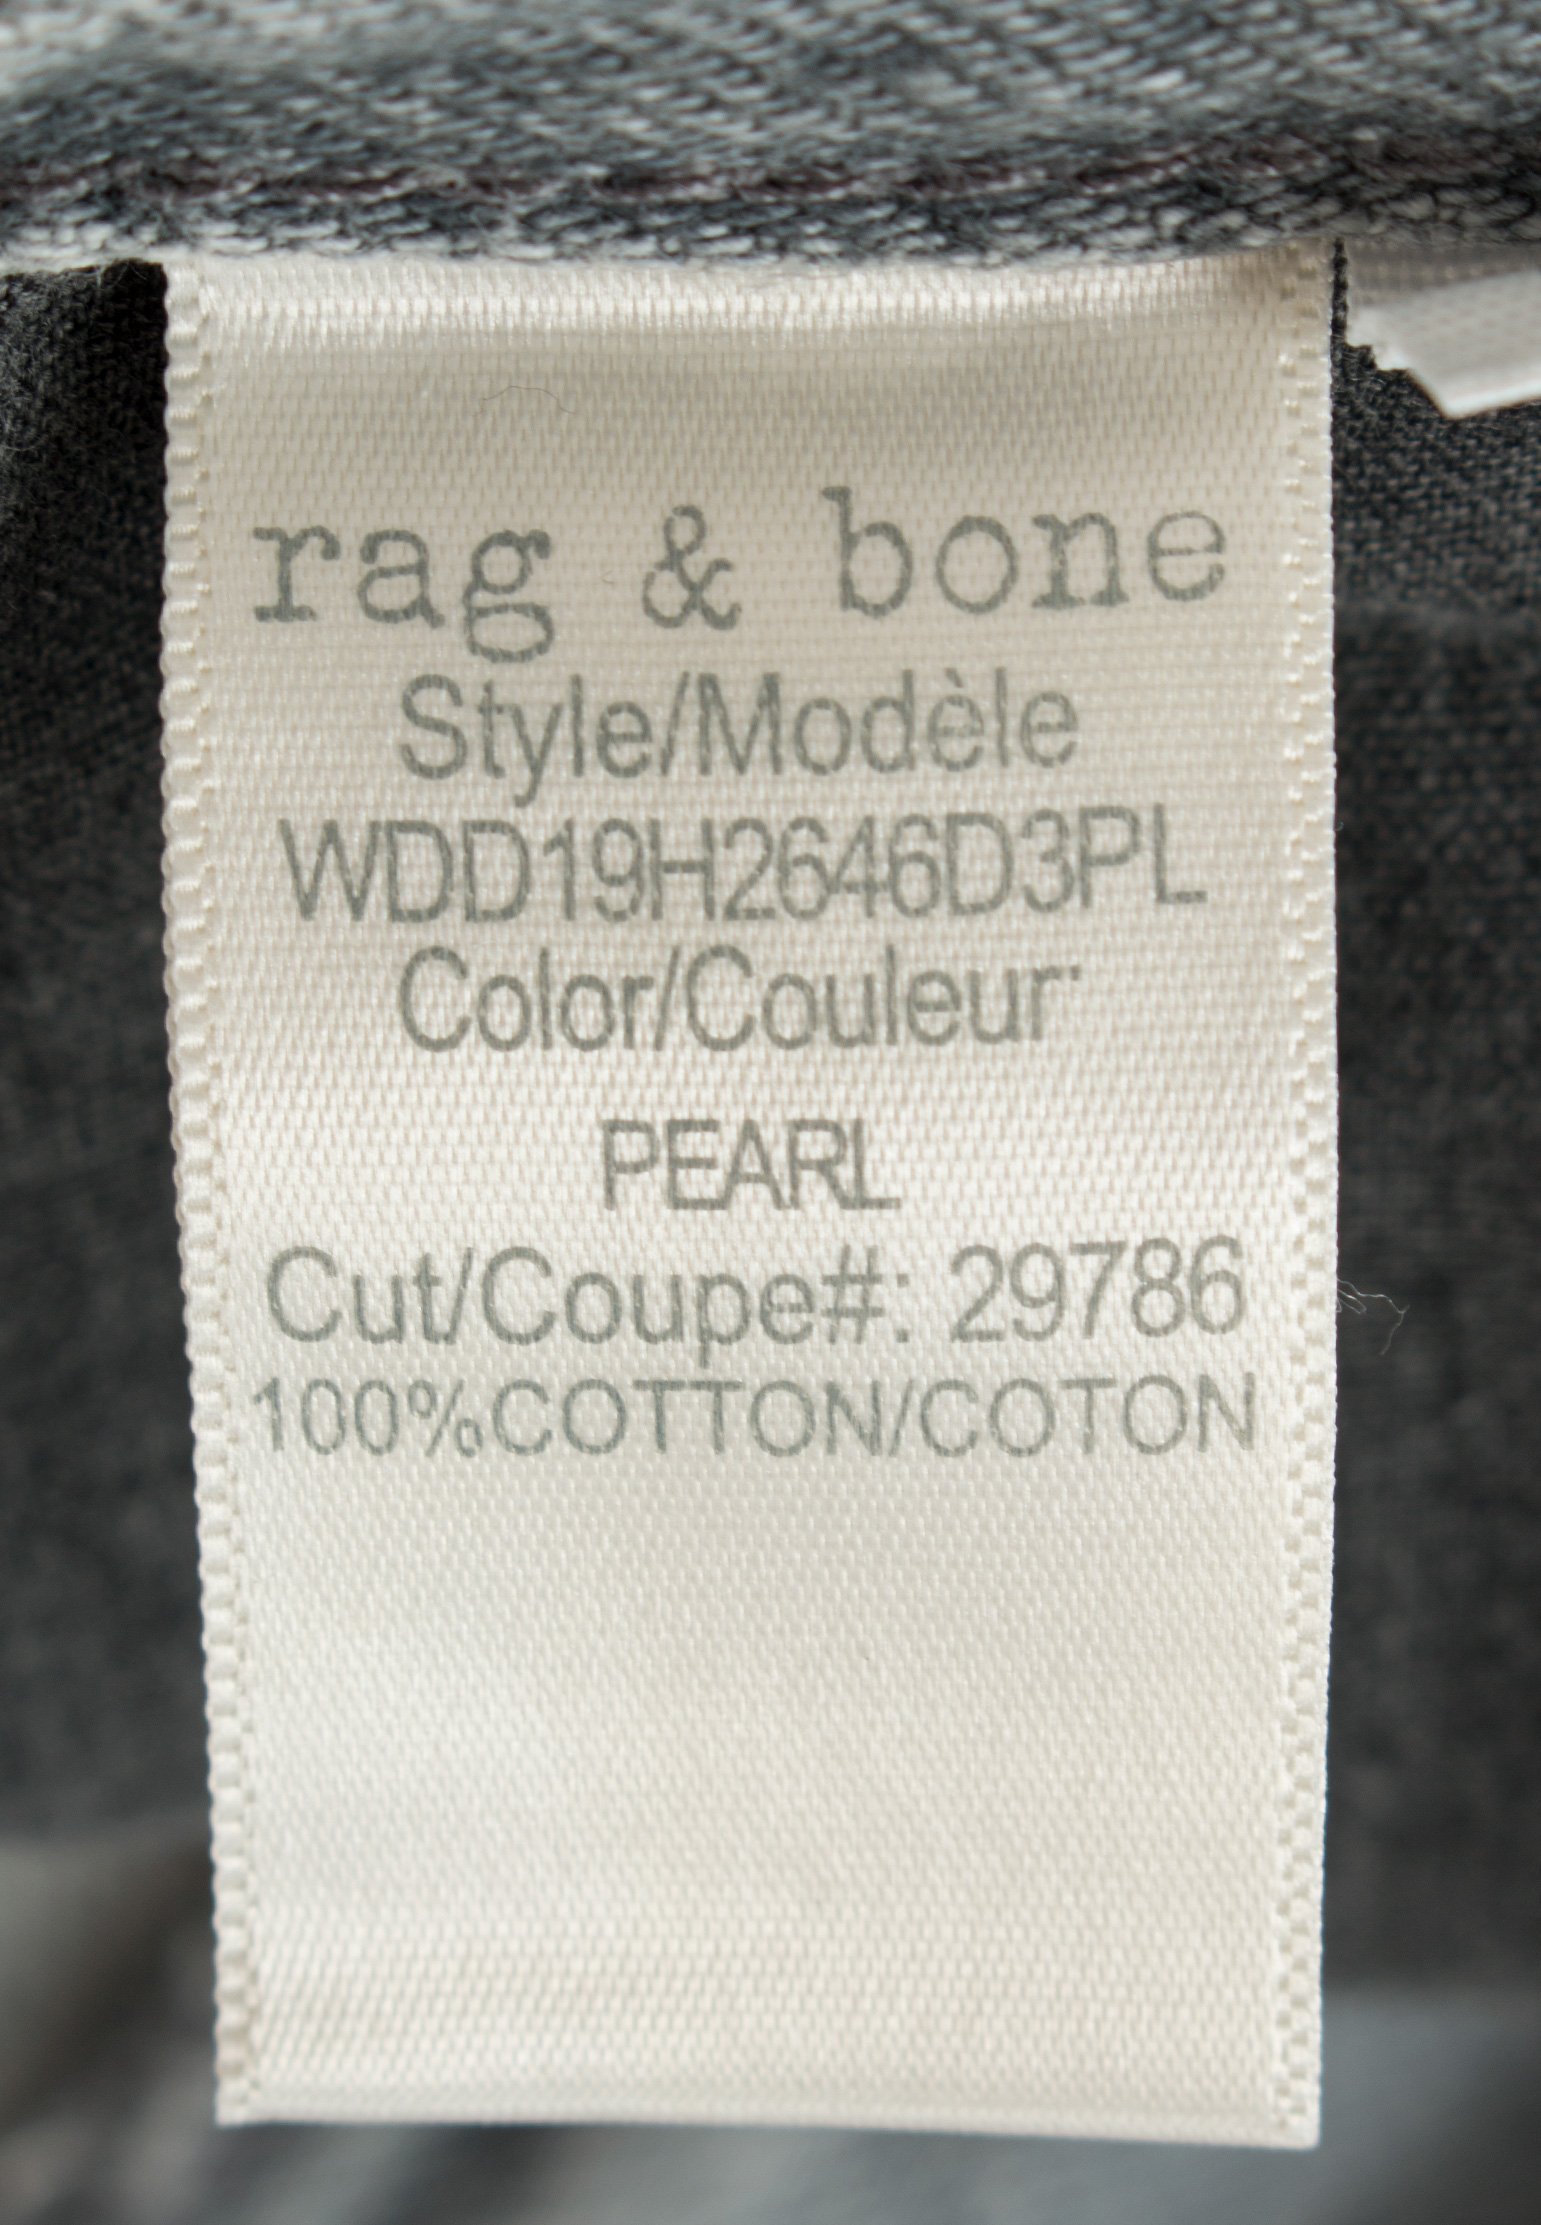 rag & bone
Style/Modèle
WDD19H2646D3PL
Color/Couleur
PEARL
Cut/Coupe#: 29786
100%COTTON/COTON